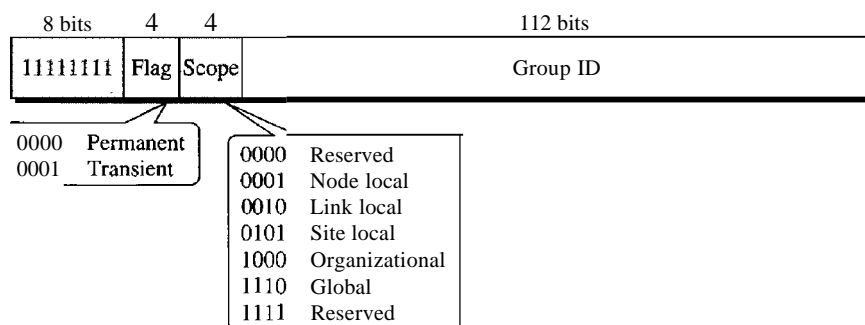 8 bits 4 4 112 bits
11111111 Flag Scope Group ID
0000 Permanent
0001 Transient
0000 Reserved
0001 Node local
0010 Link local
0101 Site local
1000 Organizational
1110 Global
1111 Reserved